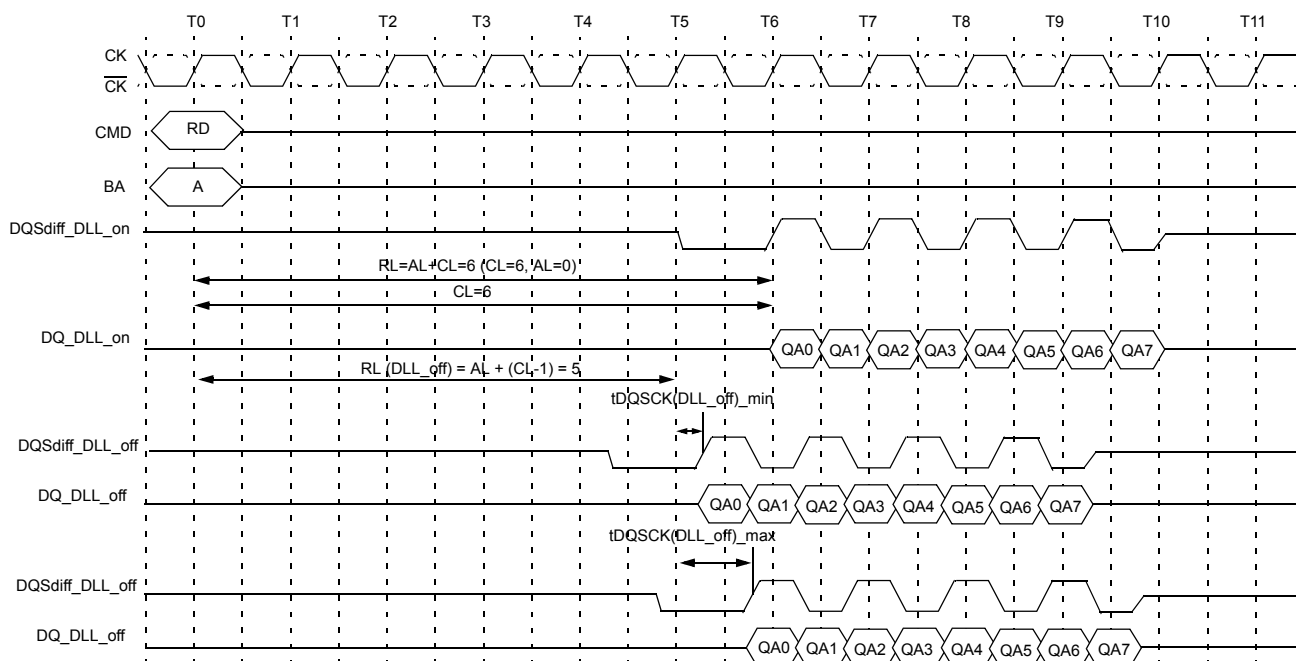 T0 T1 T2 T3 T4 T5 T6 T7 T8 T9 T10 T11
CK
CK
CMD RD
BA A
DQSdiff_DLL_on
RL=AL+CL=6 (CL=6, AL=0)
CL=6
DQ_DLL_on QA0 QA1 QA2 QA3 QA4 QA5 QA6 QA7
RL (DLL_off) = AL + (CL-1) = 5
tDQSCK(DLL_off)_min
DQSdiff_DLL_off
DQ_DLL_off QA0 QA1 QA2 QA3 QA4 QA5 QA6 QA7
tDQSCK(DLL_off)_max
DQSdiff_DLL_off
DQ_DLL_off QA0 QA1 QA2 QA3 QA4 QA5 QA6 QA7